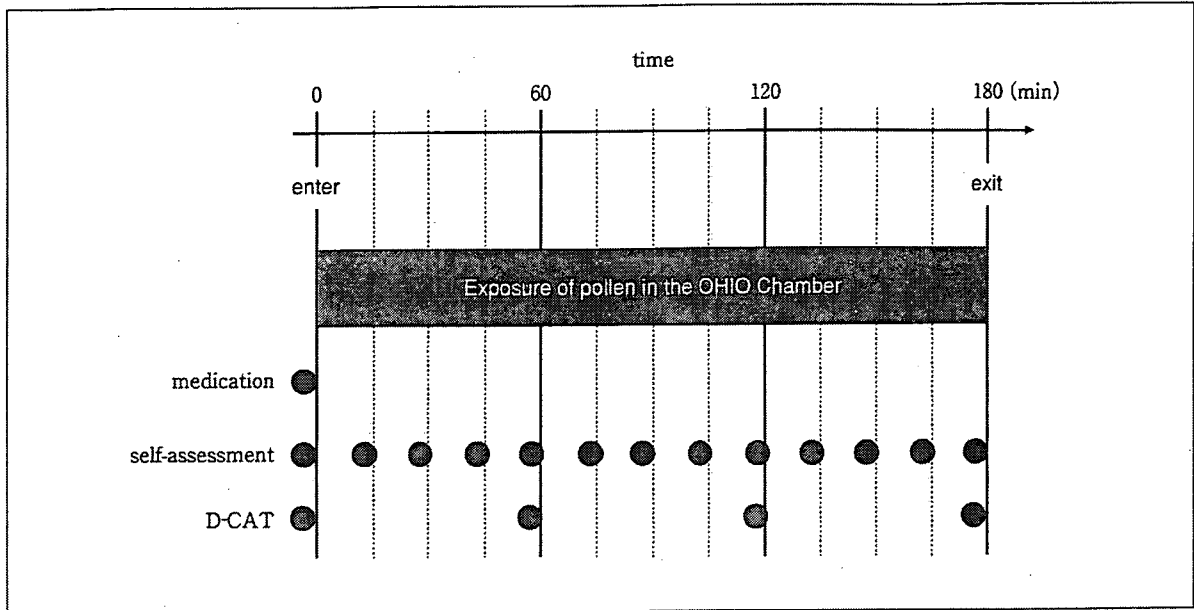 time
0 60 120 180 (min)
enter exit
Exposure of pollen in the OHIO Chamber
medication
self-assessment
D-CAT